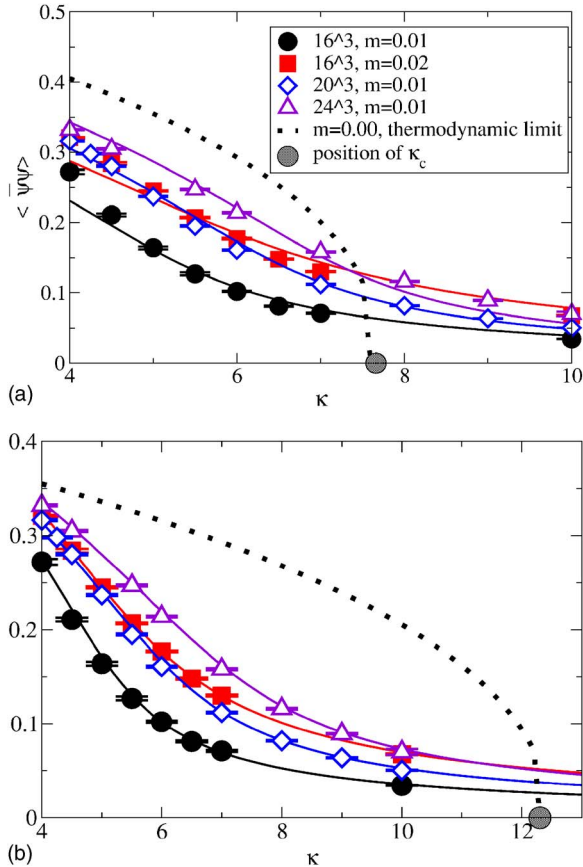 16^3, m=0.01
16^3, m=0.02
20^3, m=0.01
24^3, m=0.01
m=0.00, thermodynamic limit
position of κc
0.5
0.4
0.3
0.2
0.1
0
< ψ̄ψ>
4 6 8 10
κ
(a)
0.4
0.3
0.2
0.1
0
4 6 8 10 12
κ
(b)